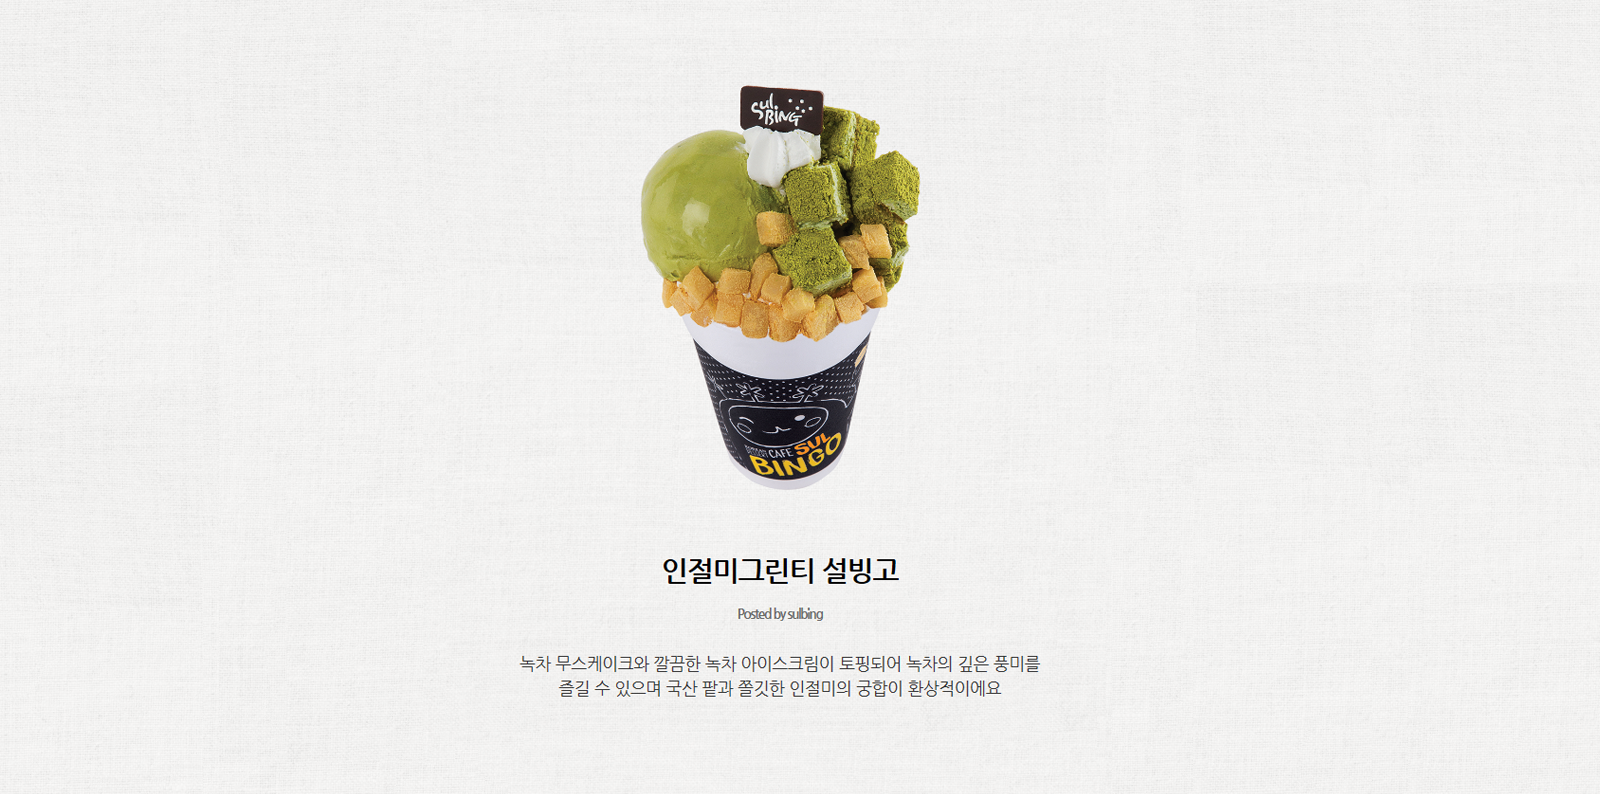 Sul.
BING
CAFE SUL
BINGO
인절미그린티 설빙고
Posted by sulbing
녹차 무스케이크와 깔끔한 녹차 아이스크림이 토핑되어 녹차의 깊은 풍미를
즐길 수 있으며 국산 팥과 쫄깃한 인절미의 궁합이 환상적이에요